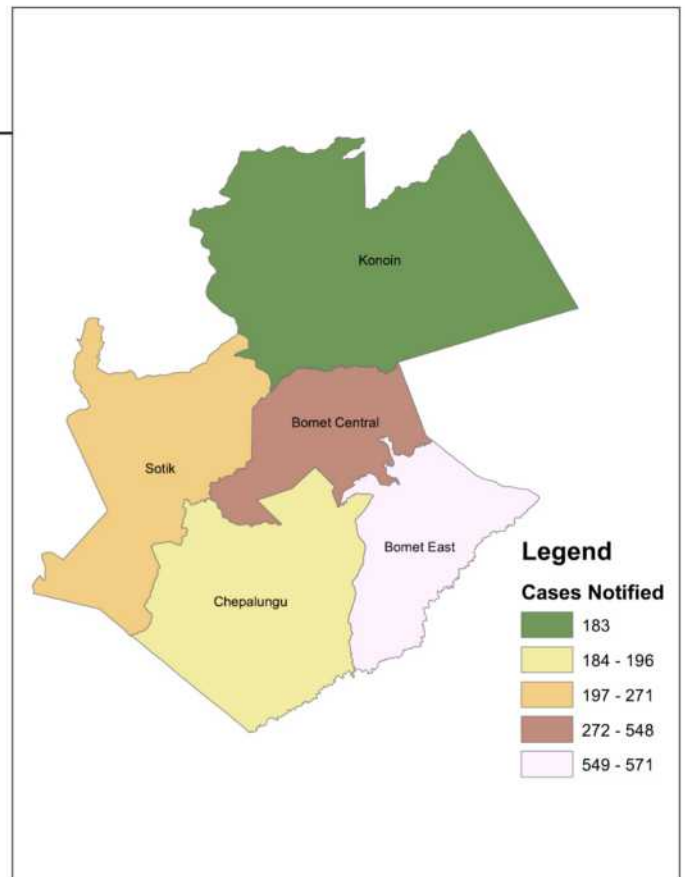 Konoin
Bomet Central
Sotik
Bomet East
Chepalungu
Legend
Cases Notified
183
184 - 196
197 - 271
272 - 548
549 - 571